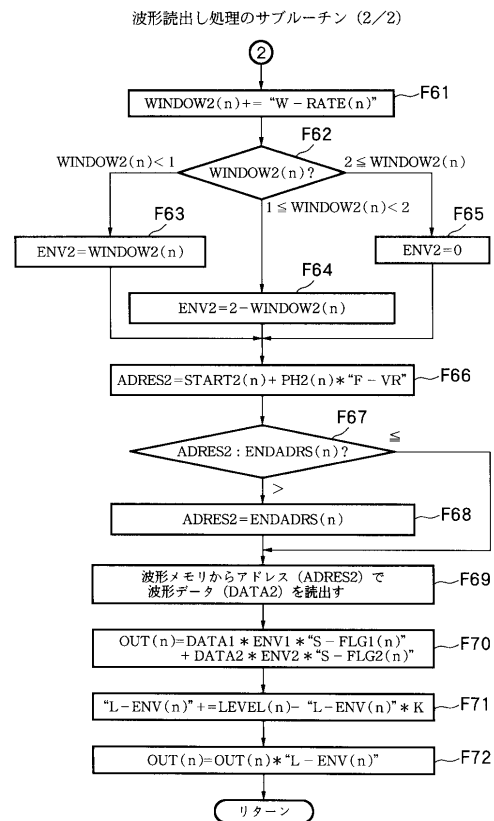 波形読出し処理のサブルーチン (2/2)
2
WINDOW2(n)+= “W－RATE(n)”
F61
F62
WINDOW2(n)?
WINDOW2(n)<1
2≦WINDOW2(n)
1≦WINDOW2(n)<2
F63
ENV2=WINDOW2(n)
F65
ENV2=0
F64
ENV2=2－WINDOW2(n)
ADRES2=START2(n)+ PH2(n)*“F－VR”
F66
F67
ADRES2 : ENDADRS(n)?
≦
>
ADRES2=ENDADRS(n)
F68
波形メモリからアドレス (ADRES2) で
波形データ (DATA2) を読出す
F69
OUT(n)=DATA1＊ENV1＊“S－FLG1(n)”
+DATA2＊ENV2＊“S－FLG2(n)”
F70
“L－ENV(n)”+=LEVEL(n)－ “L－ENV(n)”＊K
F71
OUT(n)=OUT(n)＊“L－ENV(n)”
F72
リターン